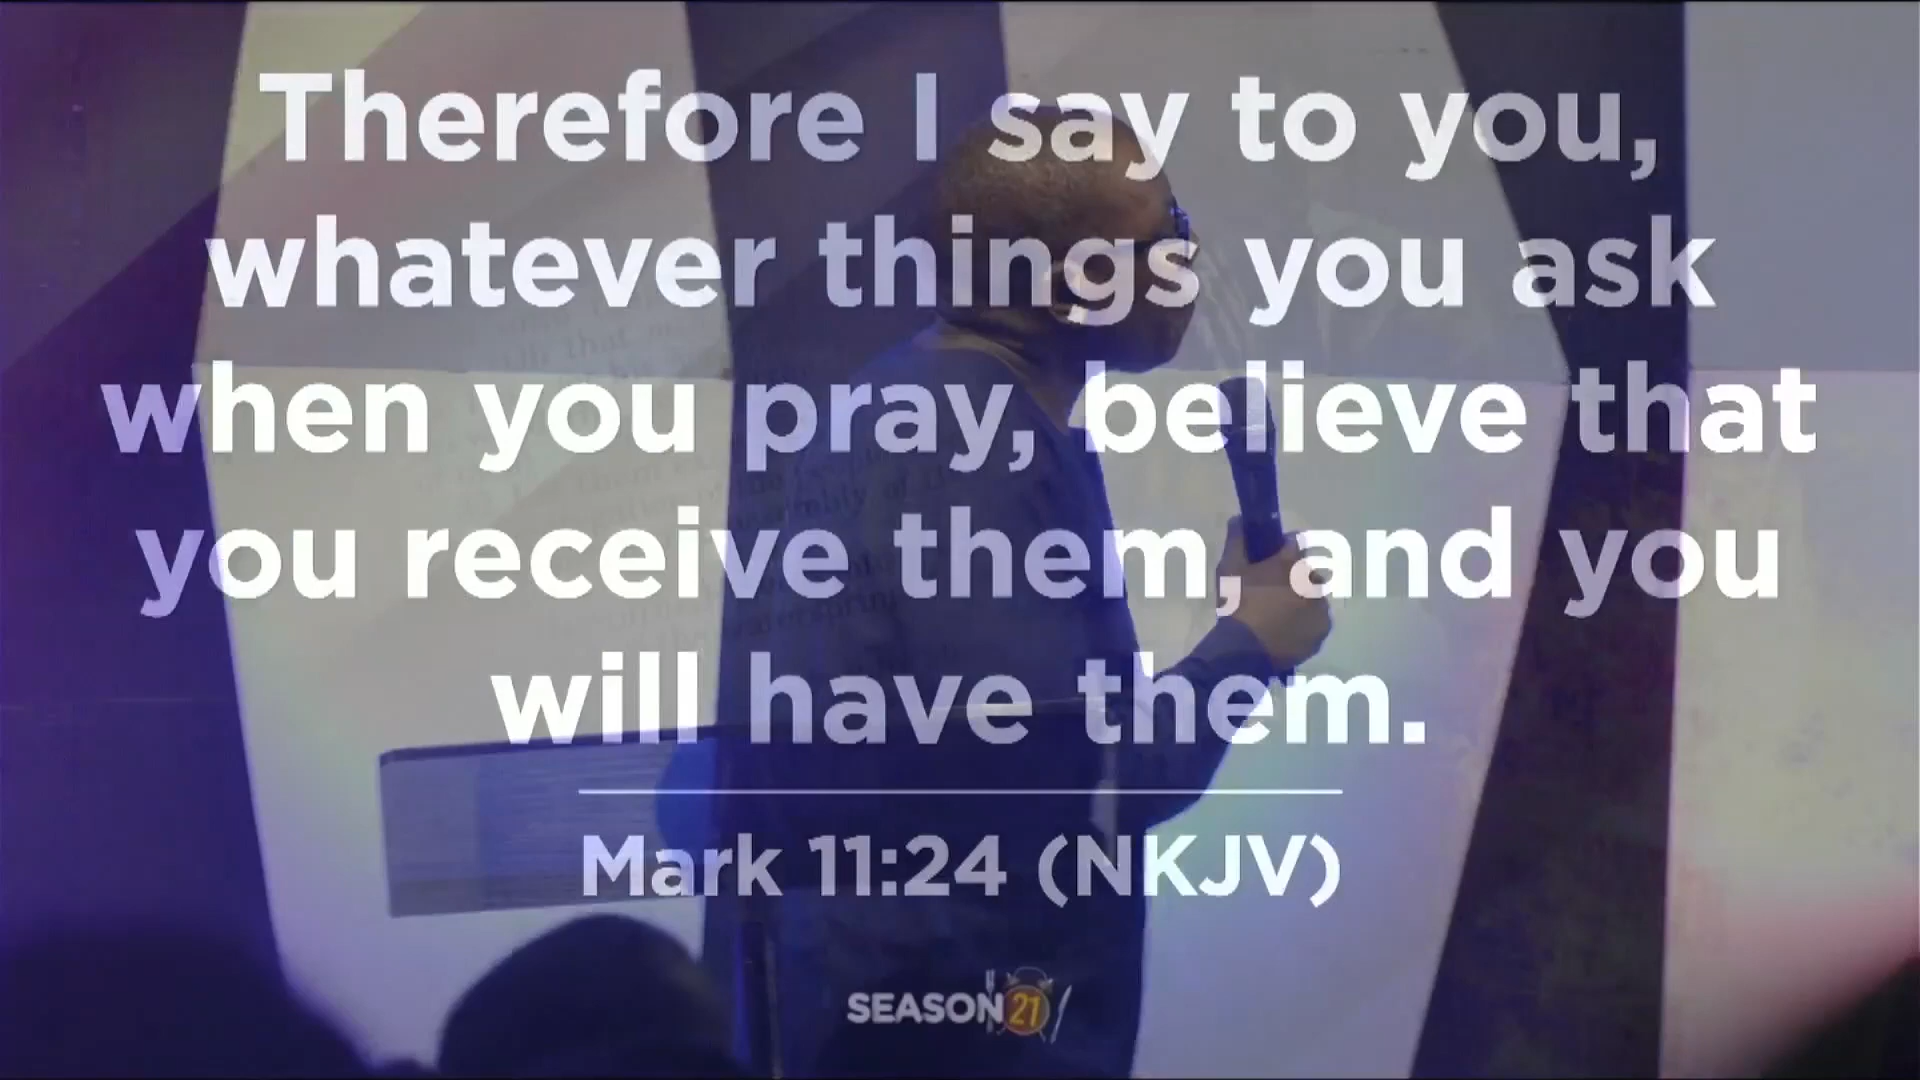 Therefore I say to you,
whatever things you ask
when you pray, believe that
you receive them, and you
will have them.
Mark 11:24 (NKJV)
SEASON 21